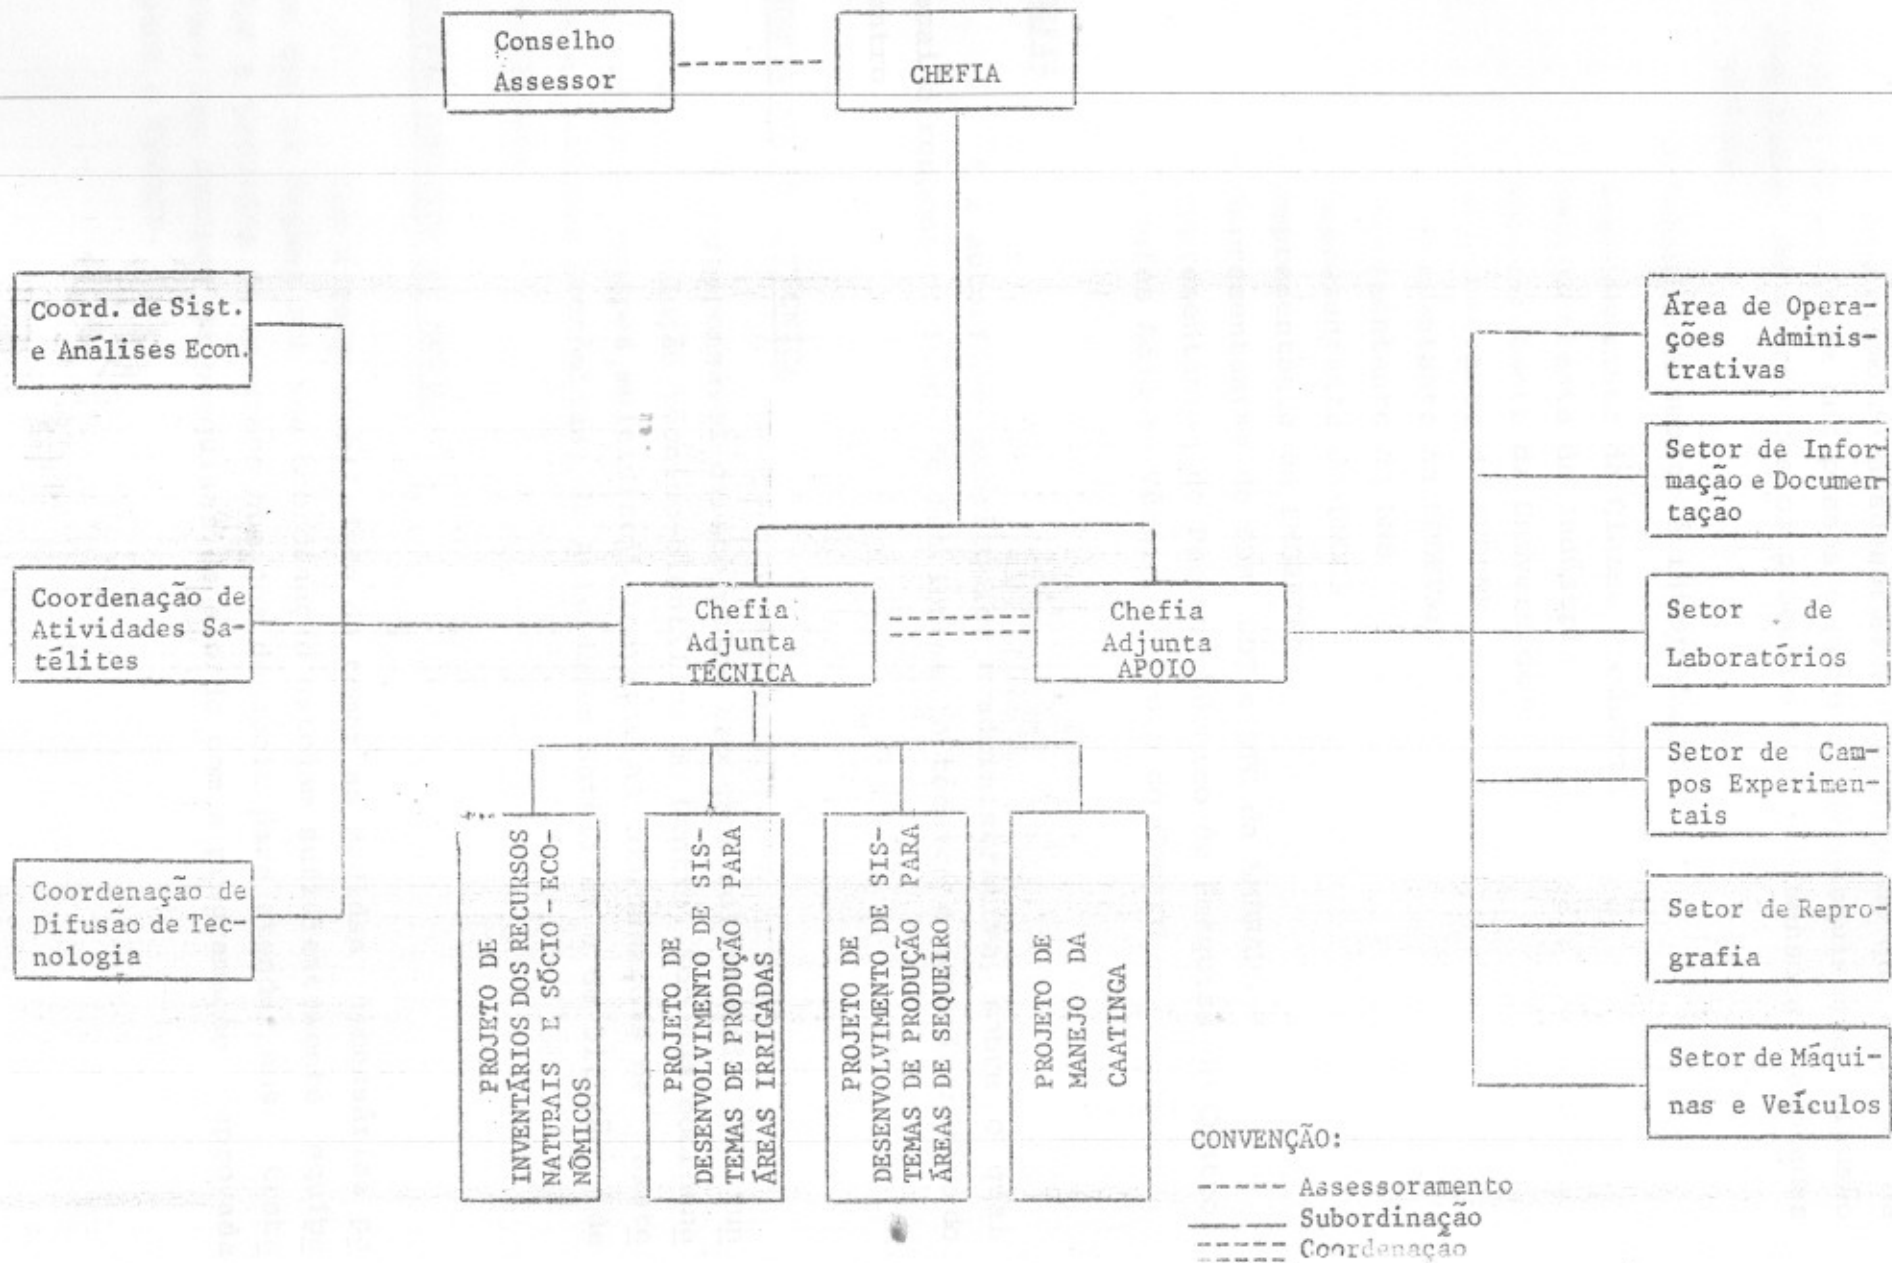 Conselho
Assessor
CHEFIA
Coord. de Sist.
e Análises Econ.
Coordenação de
Atividades Sa-
télites
Coordenação de
Difusão de Tec-
nologia
Chefia
Adjunta
TÉCNICA
Chefia
Adjunta
APOIO
Área de Opera-
ções Adminis-
trativas
Setor de Infor-
mação e Documen-
tação
Setor de
Laboratórios
Setor de Cam-
pos Experimen-
tais
Setor de Repro-
grafia
Setor de Máqui-
nas e Veículos
PROJETO DE
INVENTÁRIOS DOS RECURSOS
NATURAIS E SÓCIO-ECO-
NÔMICOS
PROJETO DE
DESENVOLVIMENTO DE SIS-
TEMAS DE PRODUÇÃO PARA
ÁREAS IRRIGADAS
PROJETO DE
DESENVOLVIMENTO DE SIS-
TEMAS DE PRODUÇÃO PARA
ÁREAS DE SEQUEIRO
PROJETO DE
MANEJO DA
CAATINGA
CONVENÇÃO:
Assessoramento
Subordinação
Coordenação